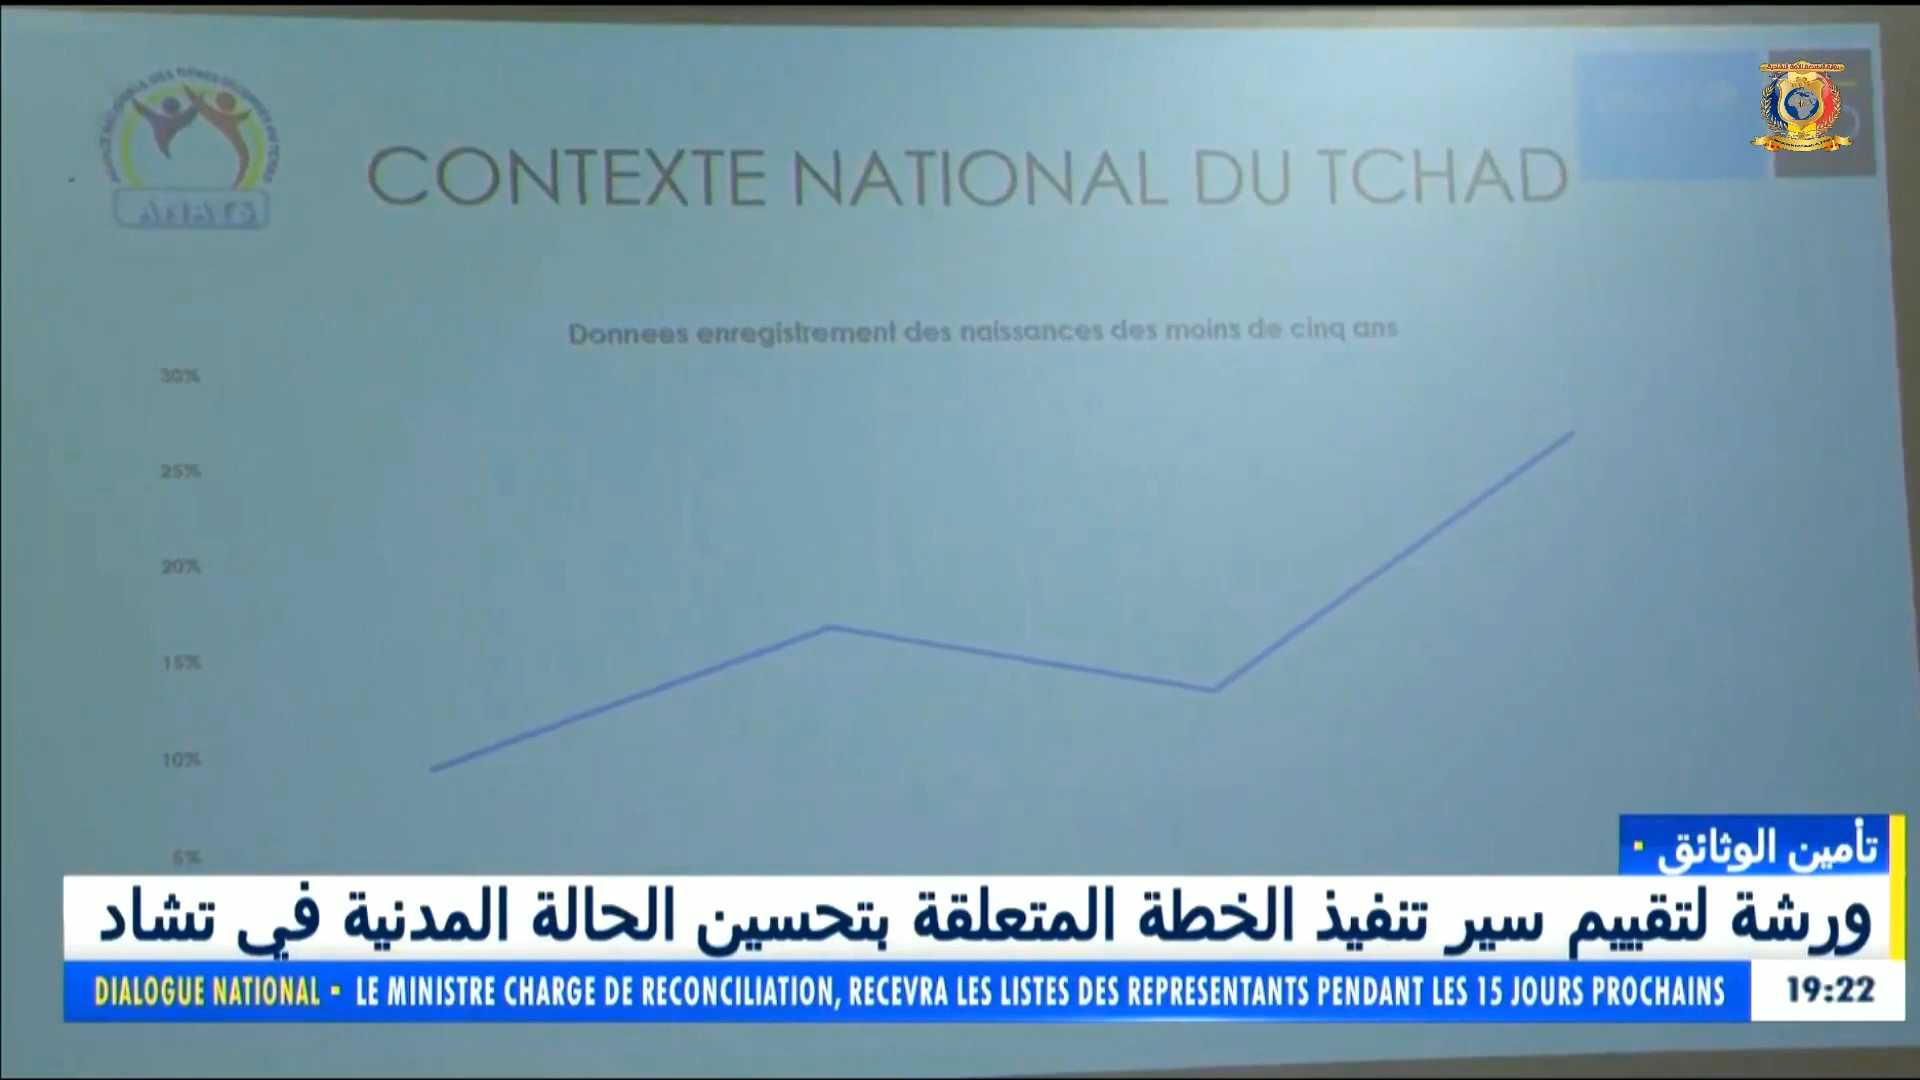 CONTEXTE NATIONAL DU TCHAD
Donnees enregistrement des naissances des moins de cinq ans
30%
25%
20%
15%
10%
5%
تأمين الوثائق
ورشة لتقييم سير تنفيذ الخطة المتعلقة بتحسين الحالة المدنية في تشاد
DIALOGUE NATIONAL ▪ LE MINISTRE CHARGE DE RECONCILIATION, RECEVRA LES LISTES DES REPRESENTANTS PENDANT LES 15 JOURS PROCHAINS
19:22